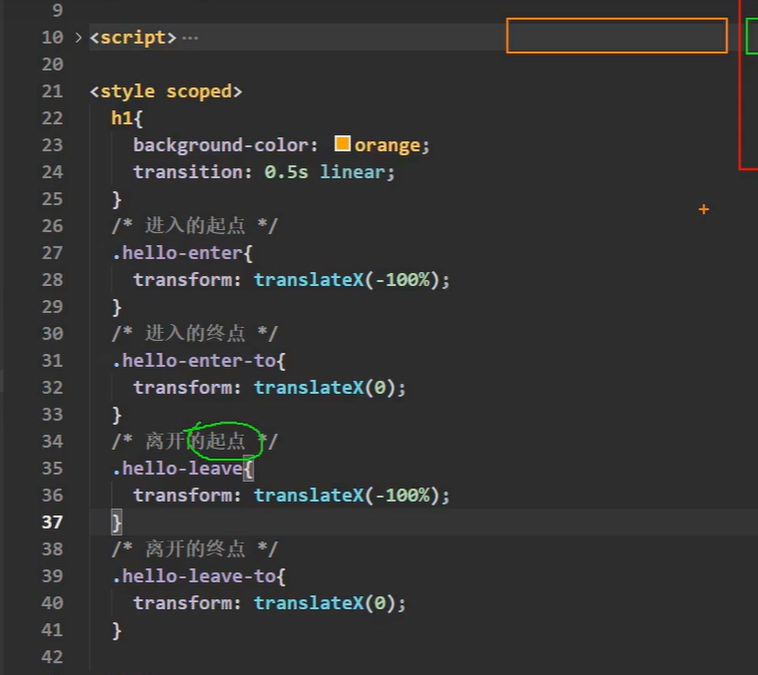 9
10 > <script> ···
20
21 <style scoped>
22 h1{
23 background-color: orange;
24 transition: 0.5s linear;
25 }
26 /* 进入的起点 */
27 .hello-enter{
28 transform: translateX(-100%);
29 }
30 /* 进入的终点 */
31 .hello-enter-to{
32 transform: translateX(0);
33 }
34 /* 离开的起点 */
35 .hello-leave{
36 transform: translateX(-100%);
37 }
38 /* 离开的终点 */
39 .hello-leave-to{
40 transform: translateX(0);
41 }
42